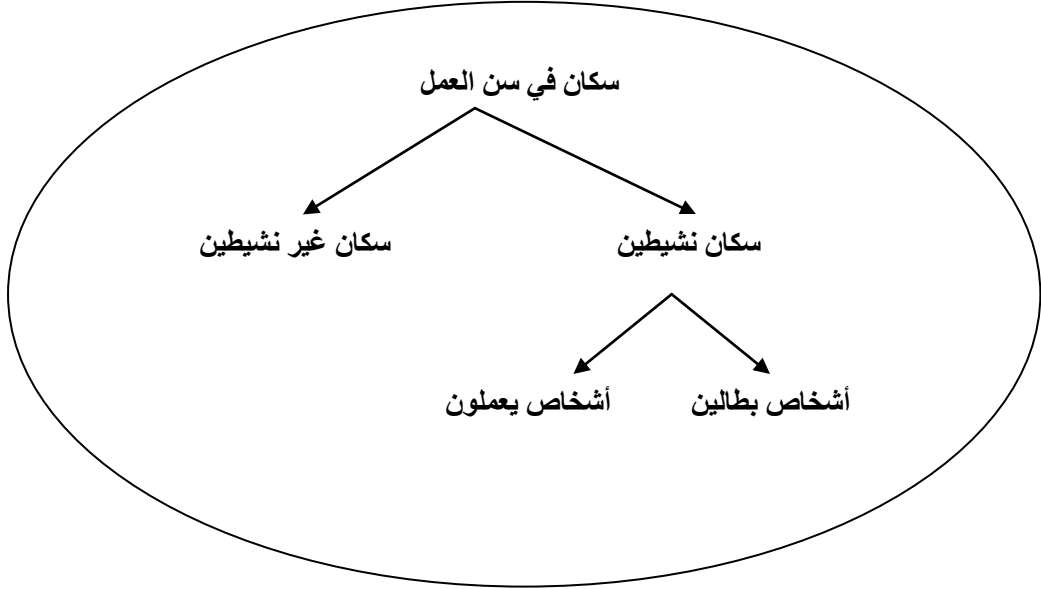 سكان في سن العمل
سكان نشيطين
سكان غير نشيطين
أشخاص بطالين
أشخاص يعملون